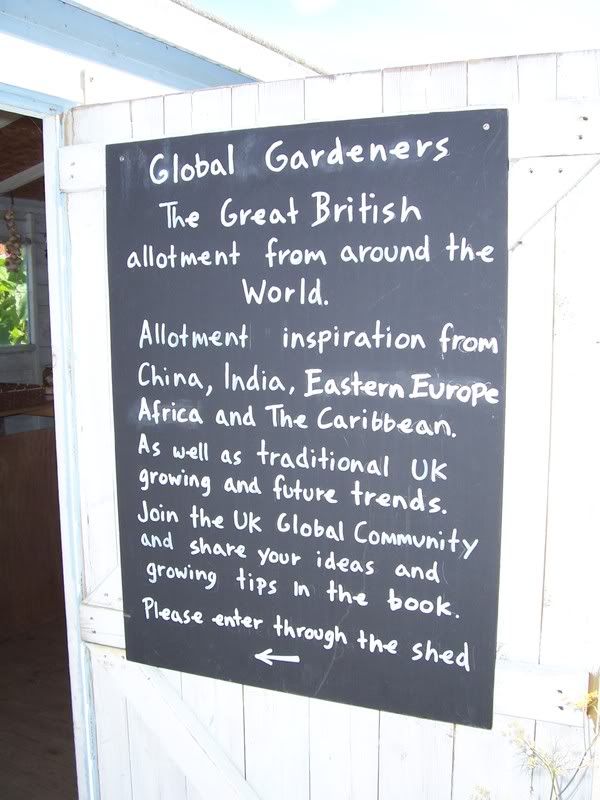 Global Gardeners
The Great British
allotment from around the
World.
Allotment inspiration from
China, India, Eastern Europe
Africa and The Caribbean.
As well as traditional UK
growing and future trends.
Join the UK Global Community
and share your ideas and
growing tips in the book.
Please enter through the shed
←